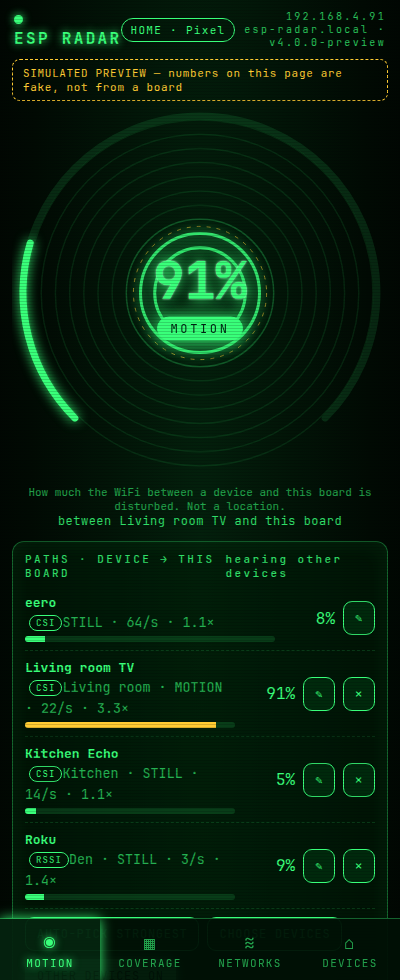 ESP RADAR
HOME · Pixel
192.168.4.91
esp-radar.local ·
v4.0.0-preview
SIMULATED PREVIEW — numbers on this page are
fake, not from a board
91%
MOTION
How much the WiFi between a device and this board is
disturbed. Not a location.
between Living room TV and this board
PATHS · DEVICE → THIS
BOARD
hearing other
devices
eero
CSI STILL · 64/s · 1.1×
8%
✎
Living room TV
CSI Living room · MOTION
· 22/s · 3.3×
91%
✎
×
Kitchen Echo
CSI Kitchen · STILL ·
14/s · 1.1×
5%
✎
×
Roku
RSSI Den · STILL · 3/s ·
1.4×
9%
✎
×
MOTION
COVERAGE
NETWORKS
DEVICES